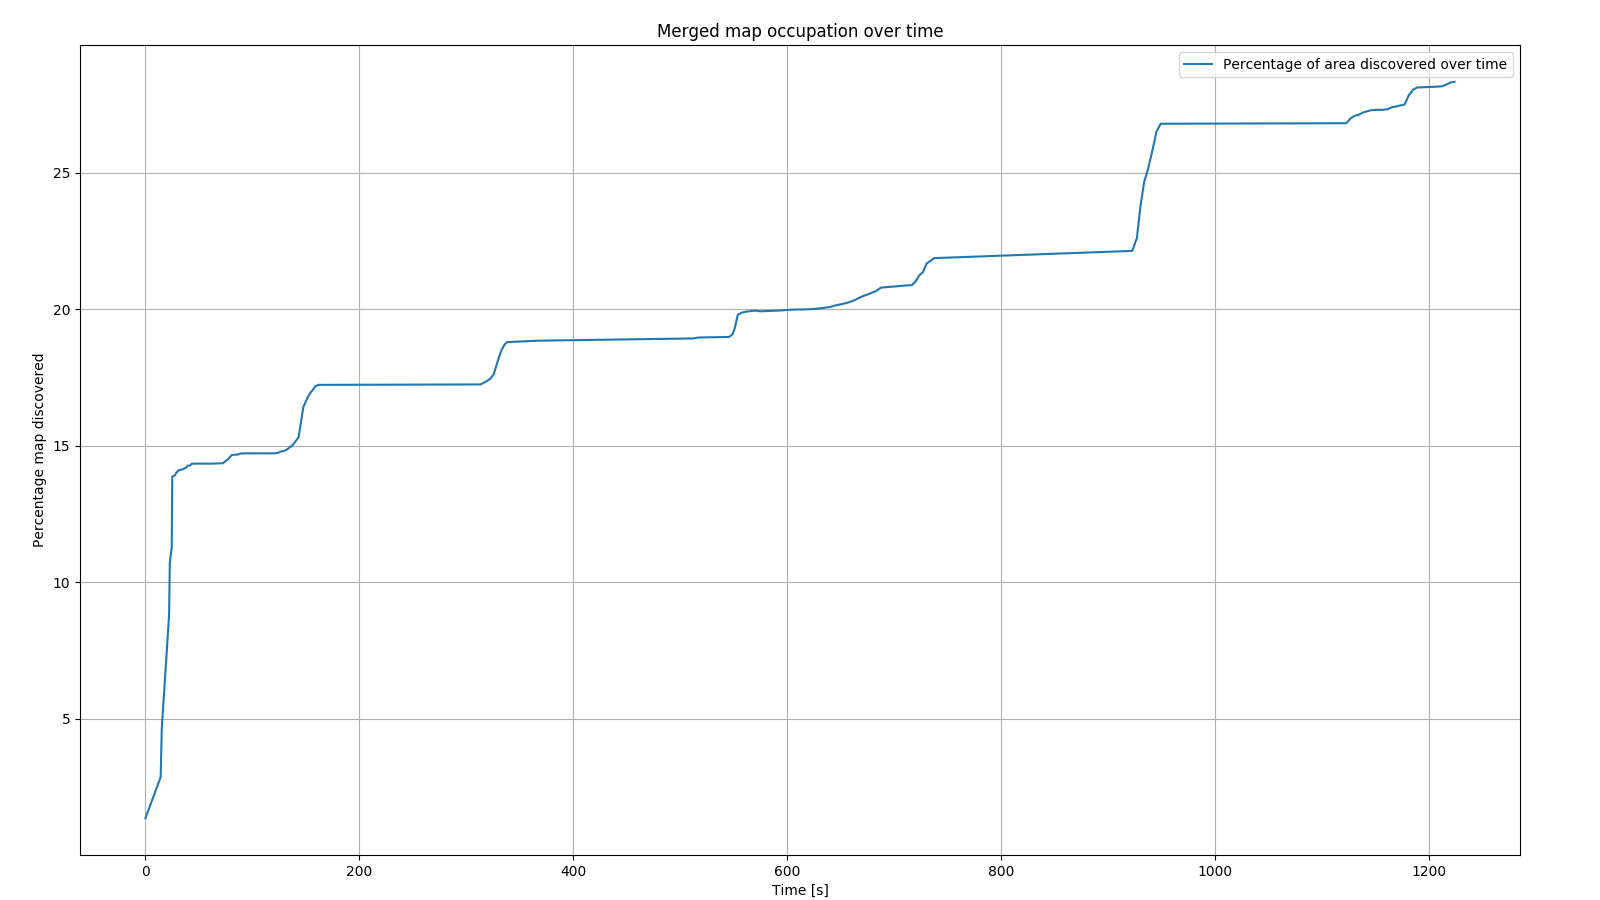 Merged map occupation over time
Percentage of area discovered over time
Percentage map discovered
25
20
15
10
5
0 200 400 600 800 1000 1200
Time [s]